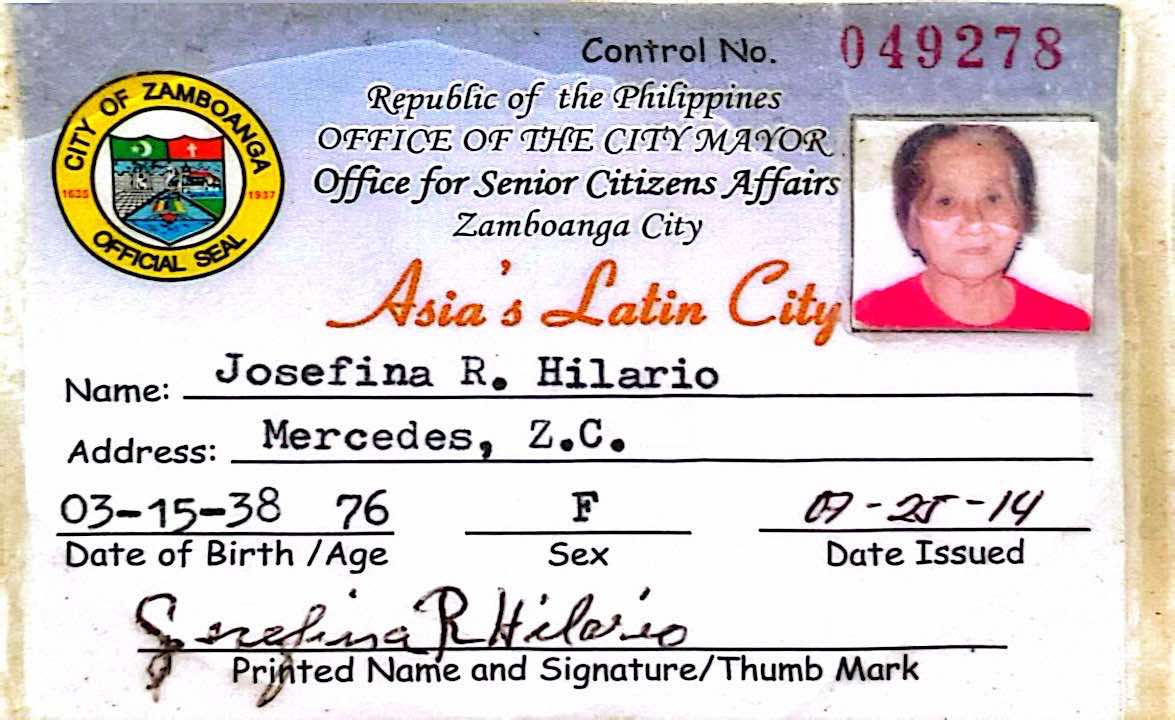 Control No. 049278
Republic of the Philippines
OFFICE OF THE CITY MAYOR
Office for Senior Citizens Affairs
Zamboanga City
CITY OF ZAMBOANGA
1635 1937
OFFICIAL SEAL
Asia's Latin City
Name: Josefina R. Hilario
Address: Mercedes, Z.C.
03-15-38 76 F 07-25-14
Date of Birth /Age Sex Date Issued
Josefina R Hilario
Printed Name and Signature/Thumb Mark